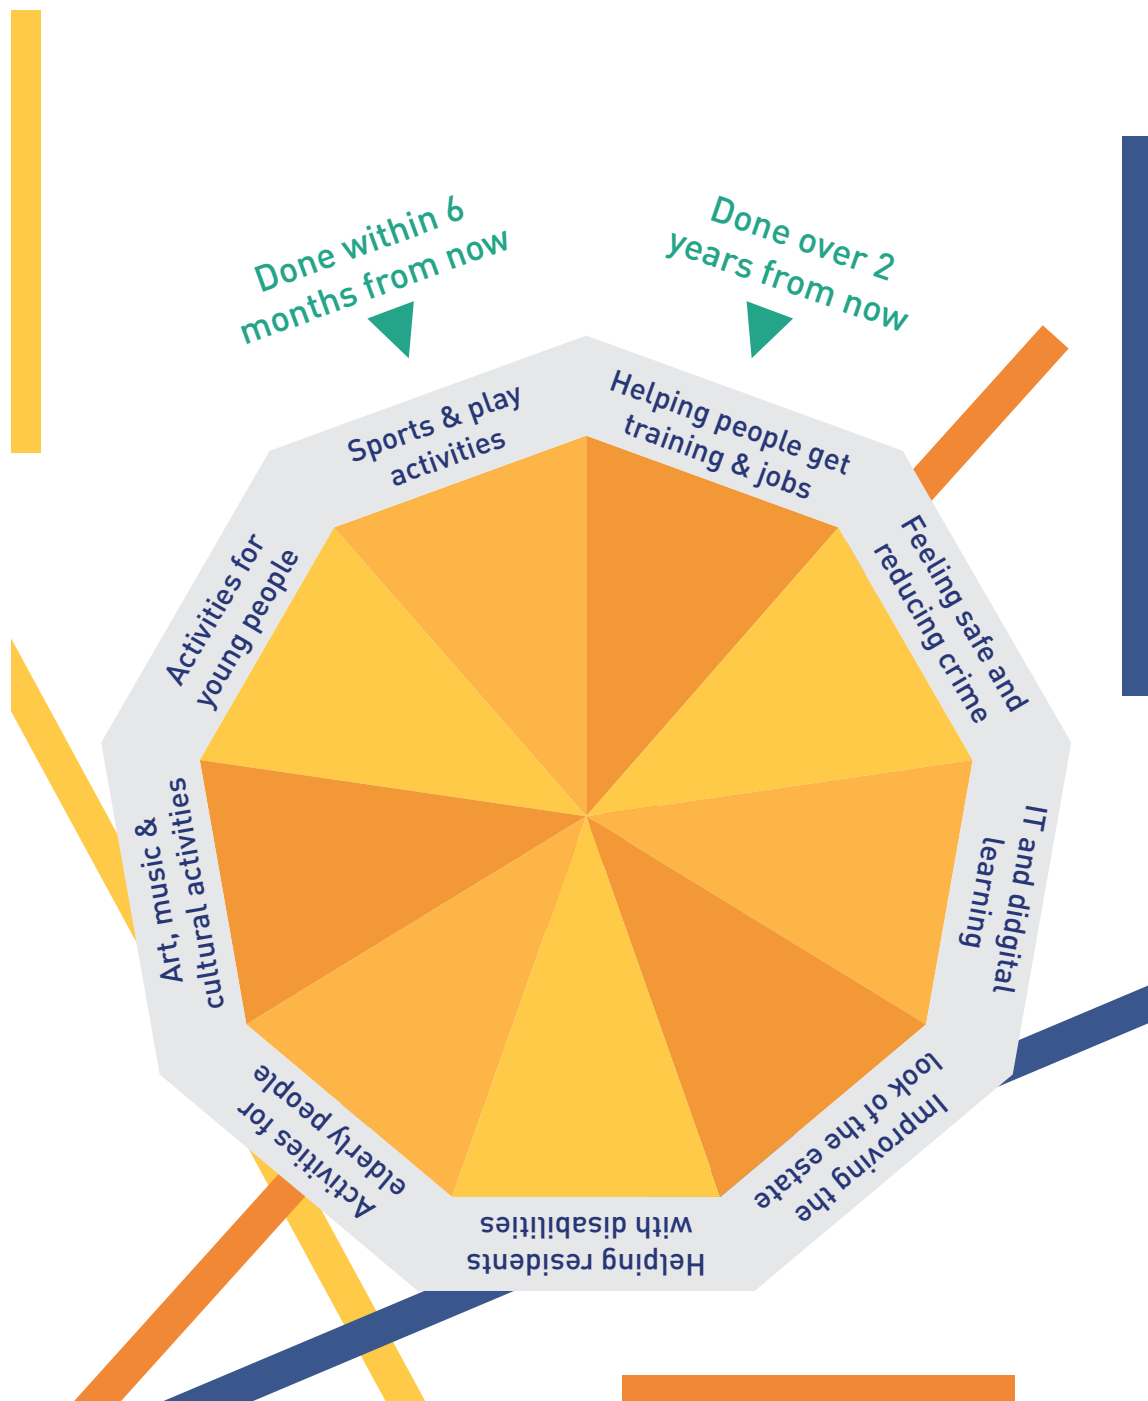 Done within 6
months from now
Done over 2
years from now
Sports & play
activities
Helping people get
training & jobs
Feeling safe and
reducing crime
IT and didgital
learning
Improving the
look of the estate
Helping residents
with disabilities
Activities for
elderly people
Art, music &
cultural activities
Activities for
young people